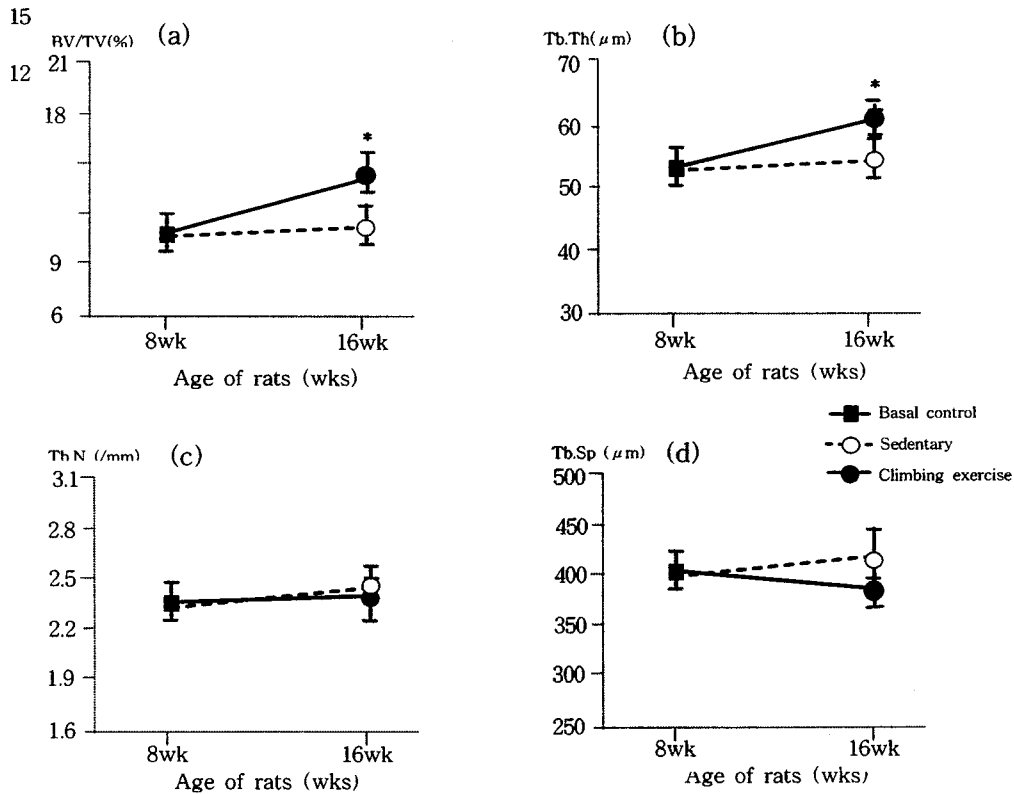 15
BV/TV(%) (a)
12
21
18
9
6
8wk 16wk
Age of rats (wks)
Tb.Th(μm) (b)
70
60
50
40
30
*
8wk 16wk
Age of rats (wks)
*
Basal control
Sedentary
Climbing exercise
Tb.N (/mm) (c)
3.1
2.8
2.5
2.2
1.9
1.6
8wk 16wk
Age of rats (wks)
Tb.Sp (μm) (d)
500
450
400
350
300
250
8wk 16wk
Age of rats (wks)